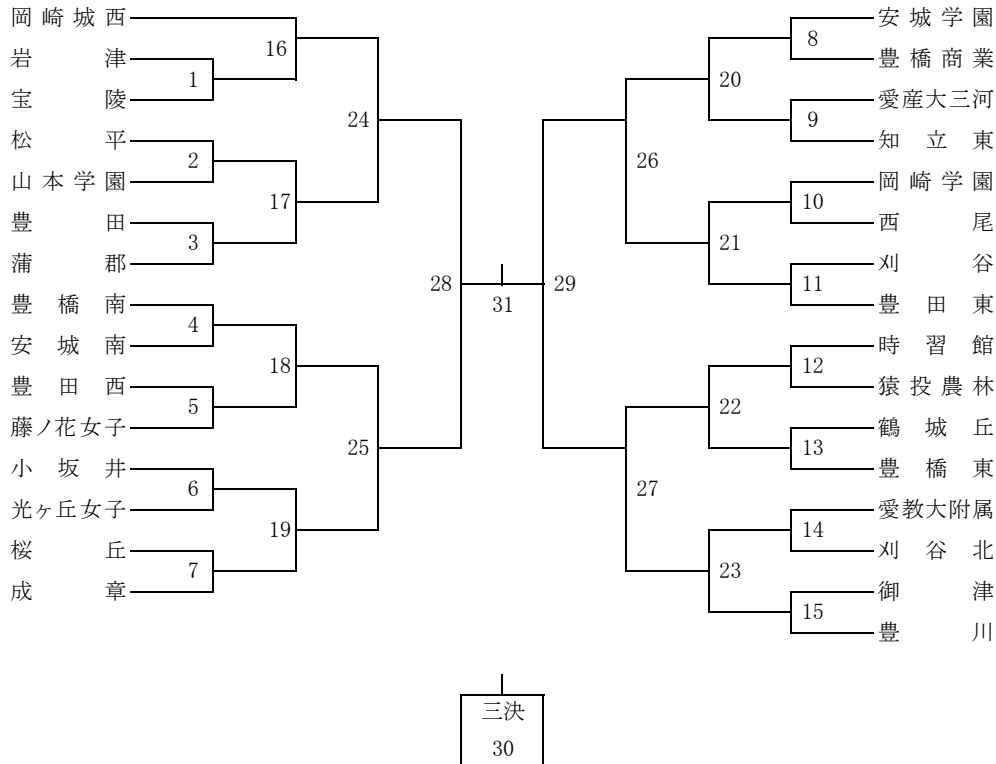 岡崎城西
岩津
宝陵
松平
山本学園
豊田
蒲郡
豊橋南
安城南
豊田西
藤ノ花女子
小坂井
光ヶ丘女子
桜丘
成章
1
2
3
4
5
6
7
16
17
18
19
24
25
28
31
29
26
27
20
21
22
23
8
9
10
11
12
13
14
15
安城学園
豊橋商業
愛産大三河
知立東
岡崎学園
西尾
刈谷
豊田東
時習館
猿投農林
鶴城丘
豊橋東
愛教大附属
刈谷北
御津
豊川
三決
30